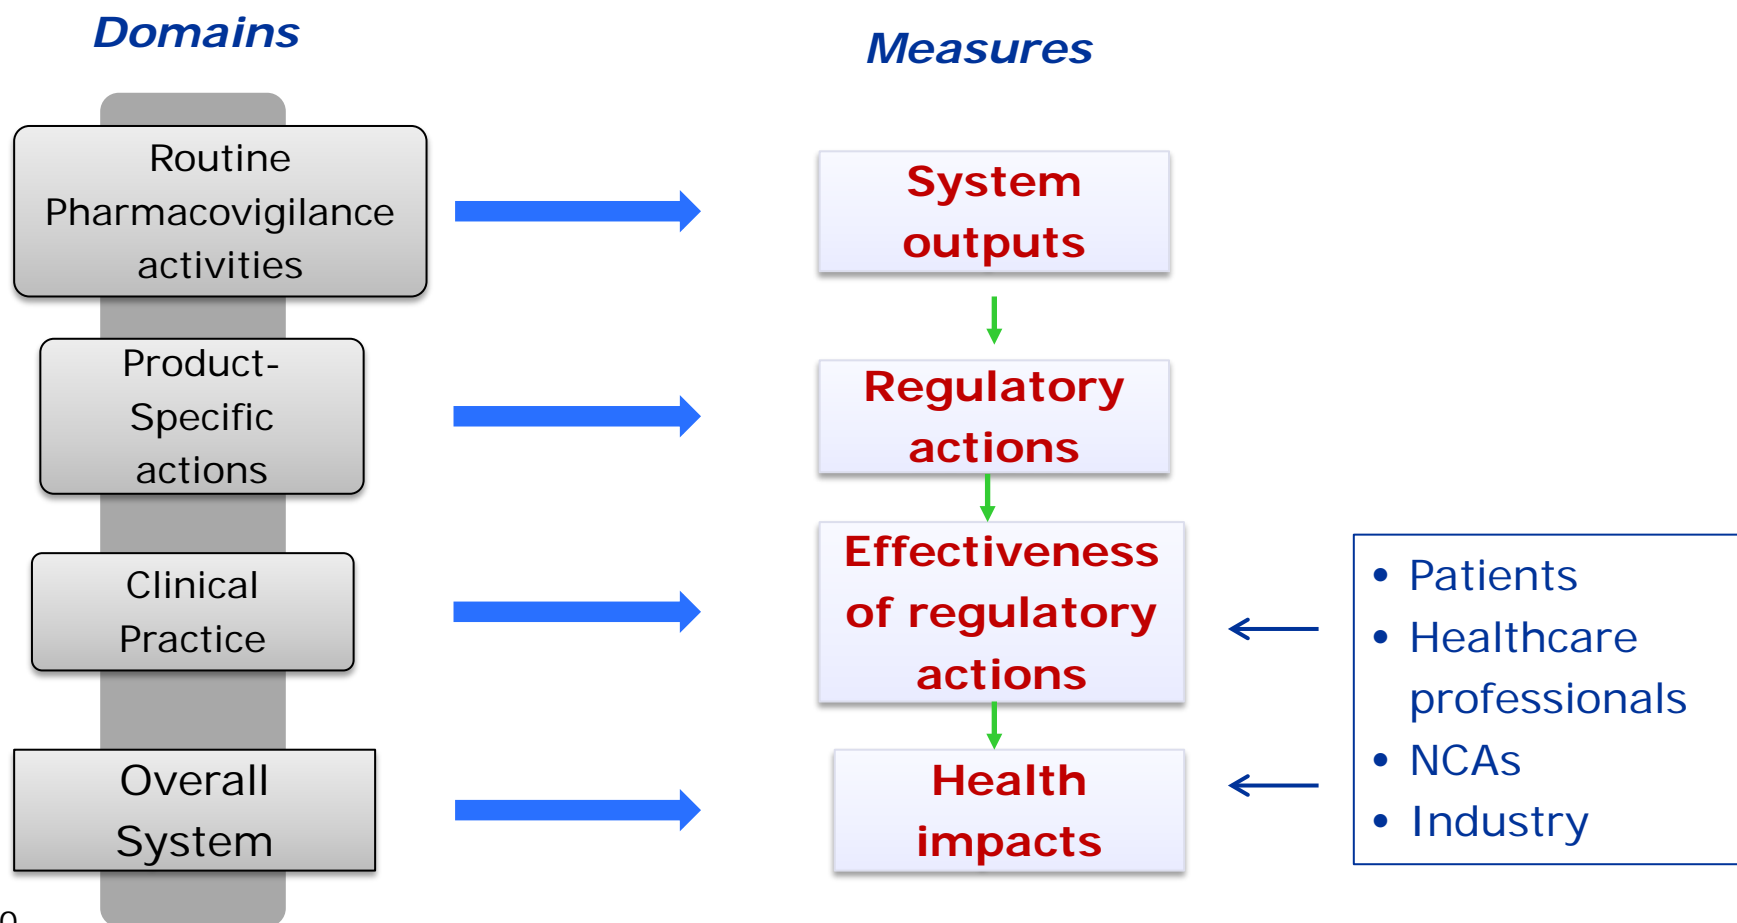 Domains
Measures
Routine
Pharmacovigilance
activities
System
outputs
Product-
Specific
actions
Regulatory
actions
Clinical
Practice
Effectiveness
of regulatory
actions
• Patients
• Healthcare
professionals
• NCAs
• Industry
Overall
System
Health
impacts